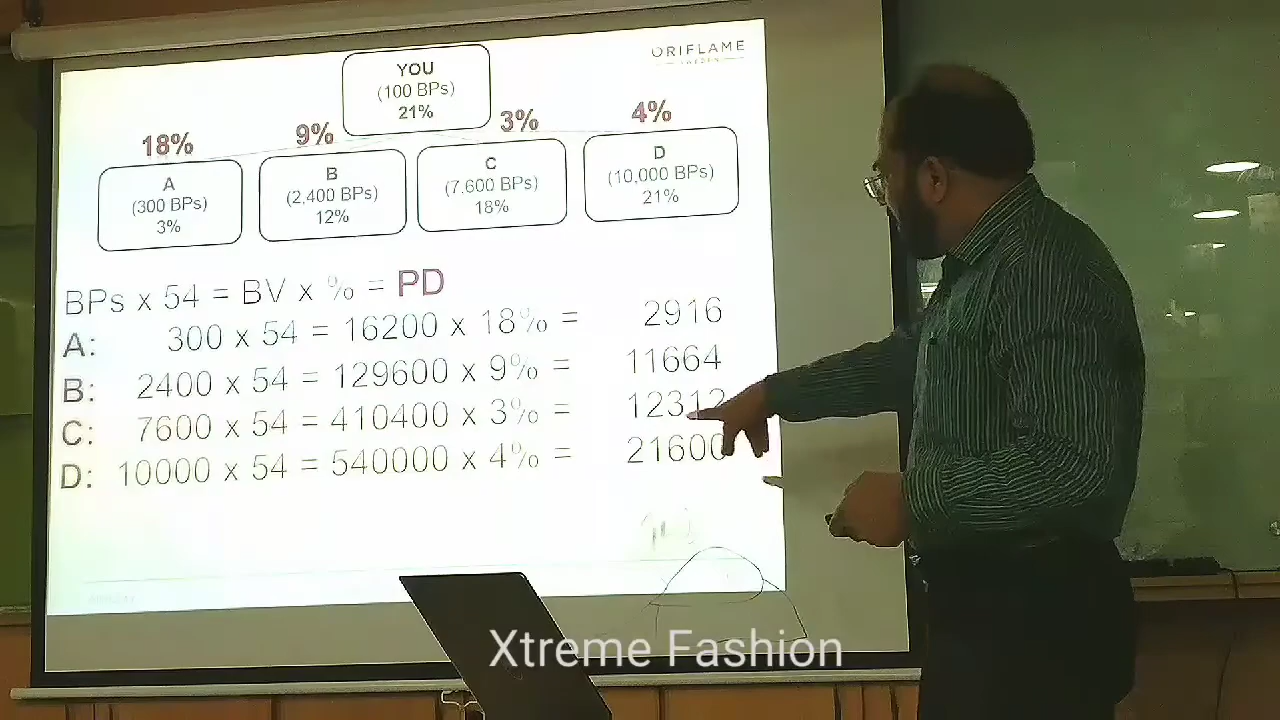 ORIFLAME
SWEDEN
YOU
(100 BPs)
21%
18%
9%
3%
4%
A
(300 BPs)
3%
B
(2,400 BPs)
12%
C
(7,600 BPs)
18%
D
(10,000 BPs)
21%
BPs x 54 = BV x % = PD
A: 300 x 54 = 16200 x 18% = 2916
B: 2400 x 54 = 129600 x 9% = 11664
C: 7600 x 54 = 410400 x 3% = 12312
D: 10000 x 54 = 540000 x 4% = 21600
Xtreme Fashion